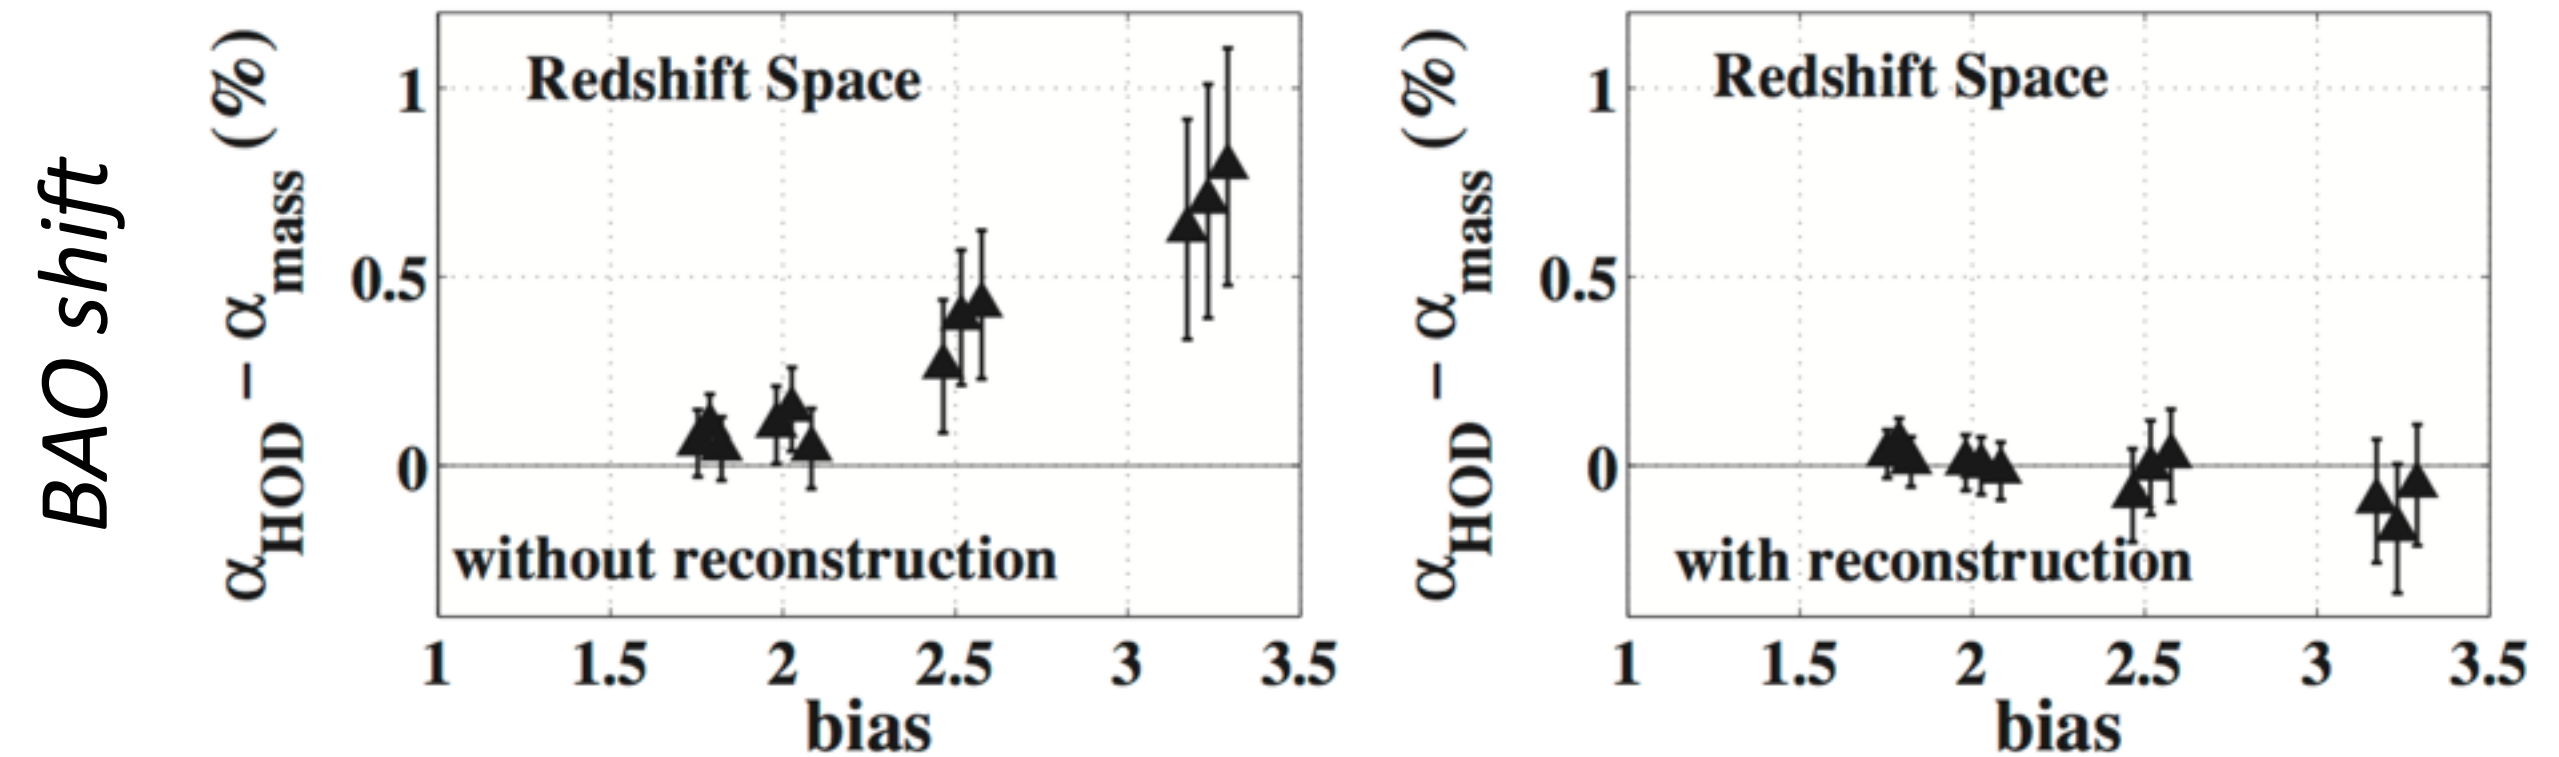 BAO shift
α_HOD − α_mass (%)
1
0.5
0
Redshift Space
without reconstruction
1 1.5 2 2.5 3 3.5
bias
α_HOD − α_mass (%)
1
0.5
0
Redshift Space
with reconstruction
1 1.5 2 2.5 3 3.5
bias